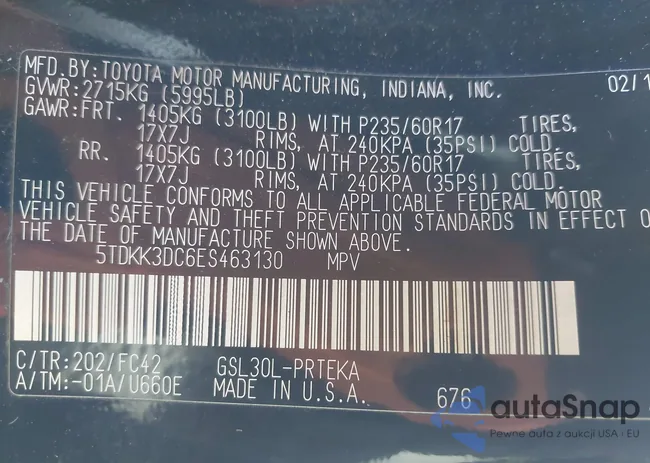 MFD.BY:TOYOTA MOTOR MANUFACTURING, INDIANA, INC. 02/1
GVWR:2715KG (5995LB)
GAWR:FRT. 1405KG (3100LB) WITH P235/60R17 TIRES,
17X7J RIMS, AT 240KPA (35PSI) COLD.
RR. 1405KG (3100LB) WITH P235/60R17 TIRES,
17X7J RIMS, AT 240KPA (35PSI) COLD.
THIS VEHICLE CONFORMS TO ALL APPLICABLE FEDERAL MOTOR
VEHICLE SAFETY AND THEFT PREVENTION STANDARDS IN EFFECT O
THE DATE OF MANUFACTURE SHOWN ABOVE.
5TDKK3DC6ES463130 MPV
C/TR:202/FC42 GSL30L-PRTEKA
A/TM:-01A/U660E MADE IN U.S.A. 676
autaSnap
Pewne auta z aukcji USA i EU